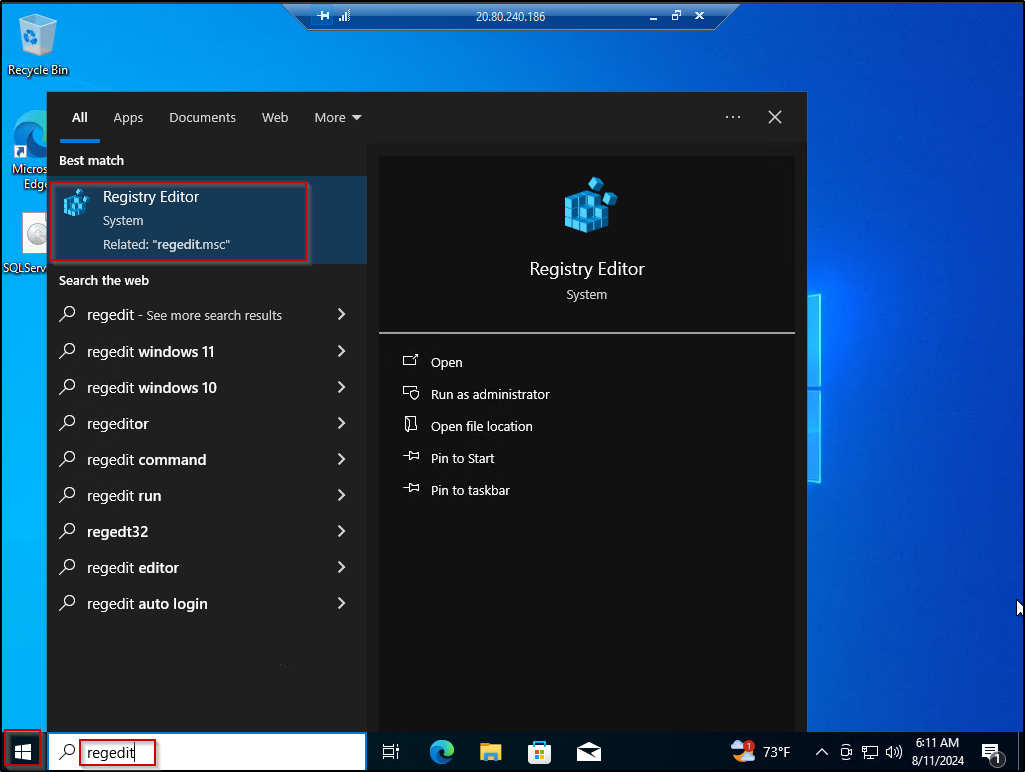 20.80.240.186
Recycle Bin
Micros
Edge
SQLServ
All Apps Documents Web More
Best match
Registry Editor
System
Related: "regedit.msc"
Search the web
regedit - See more search results
regedit windows 11
regedit windows 10
regeditor
regedit command
regedit run
regedt32
regedit editor
regedit auto login
Registry Editor
System
Open
Run as administrator
Open file location
Pin to Start
Pin to taskbar
regedit
1
73°F
6:11 AM
8/11/2024
1